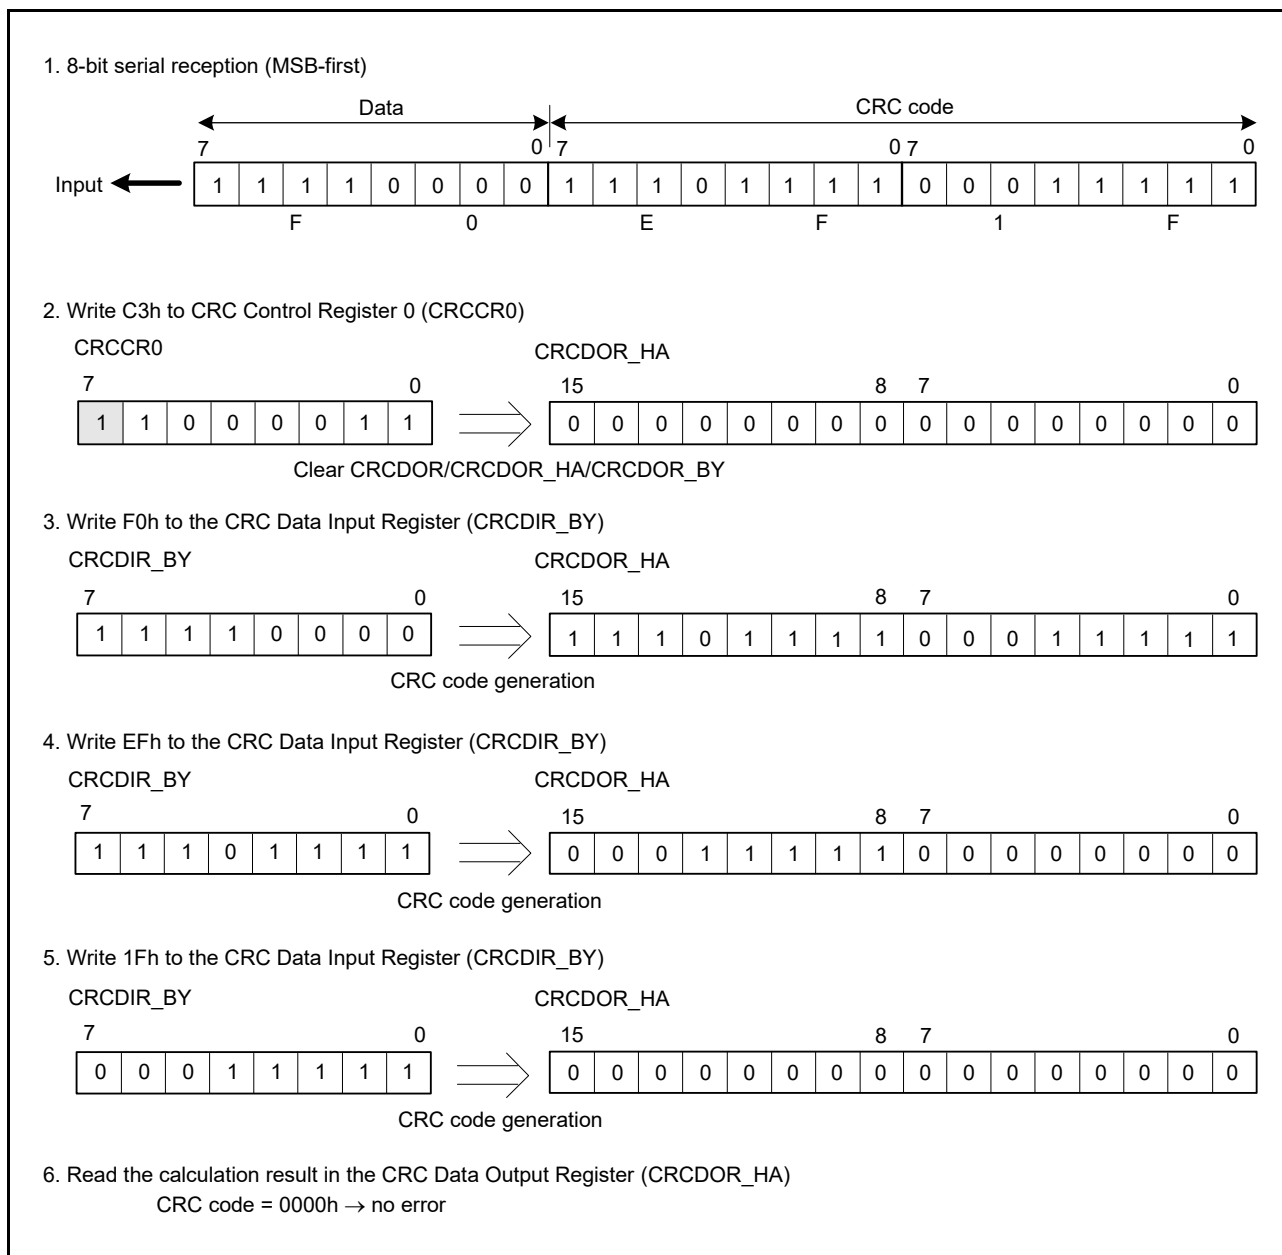 1. 8-bit serial reception (MSB-first)
Data CRC code
7 0 7 0 7 0
Input 1 1 1 1 0 0 0 0 1 1 1 0 1 1 1 1 0 0 0 1 1 1 1 1
F 0 E F 1 F
2. Write C3h to CRC Control Register 0 (CRCCR0)
CRCCR0 CRCDOR_HA
7 0 15 8 7 0
1 1 0 0 0 0 1 1 0 0 0 0 0 0 0 0 0 0 0 0 0 0 0 0
Clear CRCDOR/CRCDOR_HA/CRCDOR_BY
3. Write F0h to the CRC Data Input Register (CRCDIR_BY)
CRCDIR_BY CRCDOR_HA
7 0 15 8 7 0
1 1 1 1 0 0 0 0 1 1 1 0 1 1 1 1 0 0 0 1 1 1 1 1
CRC code generation
4. Write EFh to the CRC Data Input Register (CRCDIR_BY)
CRCDIR_BY CRCDOR_HA
7 0 15 8 7 0
1 1 1 0 1 1 1 1 0 0 0 1 1 1 1 1 0 0 0 0 0 0 0 0
CRC code generation
5. Write 1Fh to the CRC Data Input Register (CRCDIR_BY)
CRCDIR_BY CRCDOR_HA
7 0 15 8 7 0
0 0 0 1 1 1 1 1 0 0 0 0 0 0 0 0 0 0 0 0 0 0 0 0
CRC code generation
6. Read the calculation result in the CRC Data Output Register (CRCDOR_HA)
CRC code = 0000h → no error